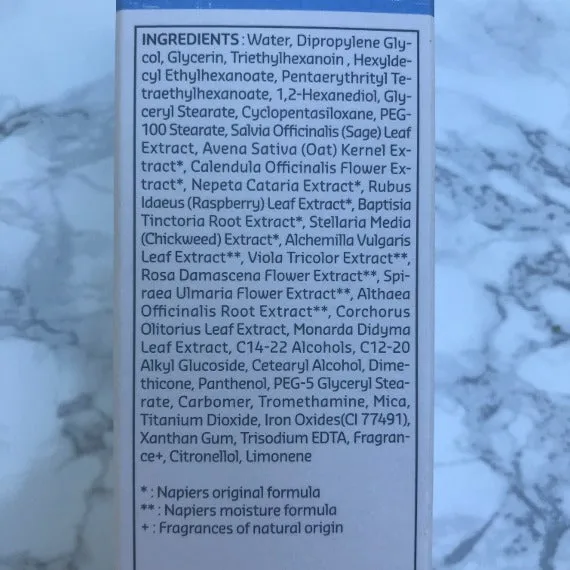 INGREDIENTS : Water, Dipropylene Gly-
col, Glycerin, Triethylhexanoin , Hexylde-
cyl Ethylhexanoate, Pentaerythrityl Te-
traethylhexanoate, 1,2-Hexanediol, Gly-
ceryl Stearate, Cyclopentasiloxane, PEG-
100 Stearate, Salvia Officinalis (Sage) Leaf
Extract, Avena Sativa (Oat) Kernel Ex-
tract*, Calendula Officinalis Flower Ex-
tract*, Nepeta Cataria Extract*, Rubus
Idaeus (Raspberry) Leaf Extract*, Baptisia
Tinctoria Root Extract*, Stellaria Media
(Chickweed) Extract*, Alchemilla Vulgaris
Leaf Extract**, Viola Tricolor Extract**,
Rosa Damascena Flower Extract**, Spi-
raea Ulmaria Flower Extract**, Althaea
Officinalis Root Extract**, Corchorus
Olitorius Leaf Extract, Monarda Didyma
Leaf Extract, C14-22 Alcohols, C12-20
Alkyl Glucoside, Cetearyl Alcohol, Dime-
thicone, Panthenol, PEG-5 Glyceryl Stea-
rate, Carbomer, Tromethamine, Mica,
Titanium Dioxide, Iron Oxides(CI 77491),
Xanthan Gum, Trisodium EDTA, Fragran-
ce+, Citronellol, Limonene
* : Napiers original formula
** : Napiers moisture formula
+ : Fragrances of natural origin